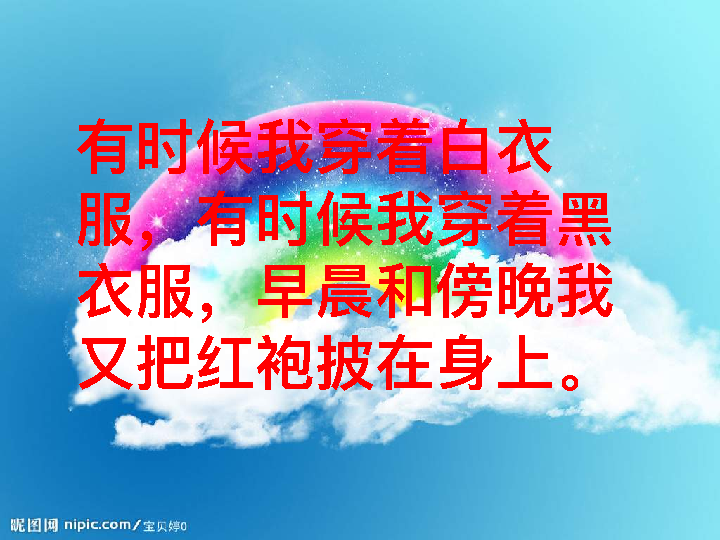 有时候我穿着白衣
服，有时候我穿着黑
衣服，早晨和傍晚我
又把红袍披在身上。
昵图网 nipic.com/宝贝婷0